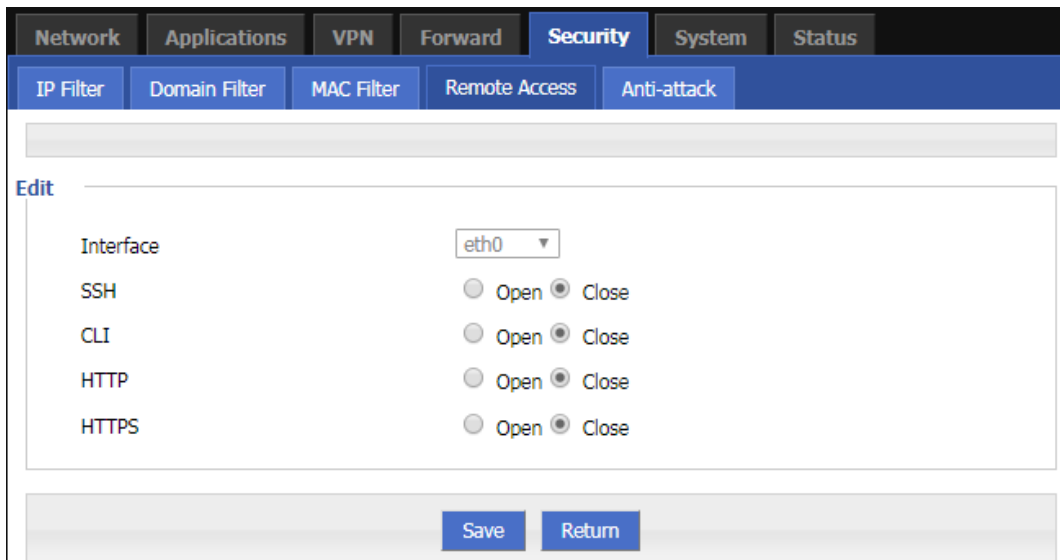 Network Applications VPN Forward Security System Status
IP Filter Domain Filter MAC Filter Remote Access Anti-attack
Edit
Interface eth0
SSH Open Close
CLI Open Close
HTTP Open Close
HTTPS Open Close
Save Return